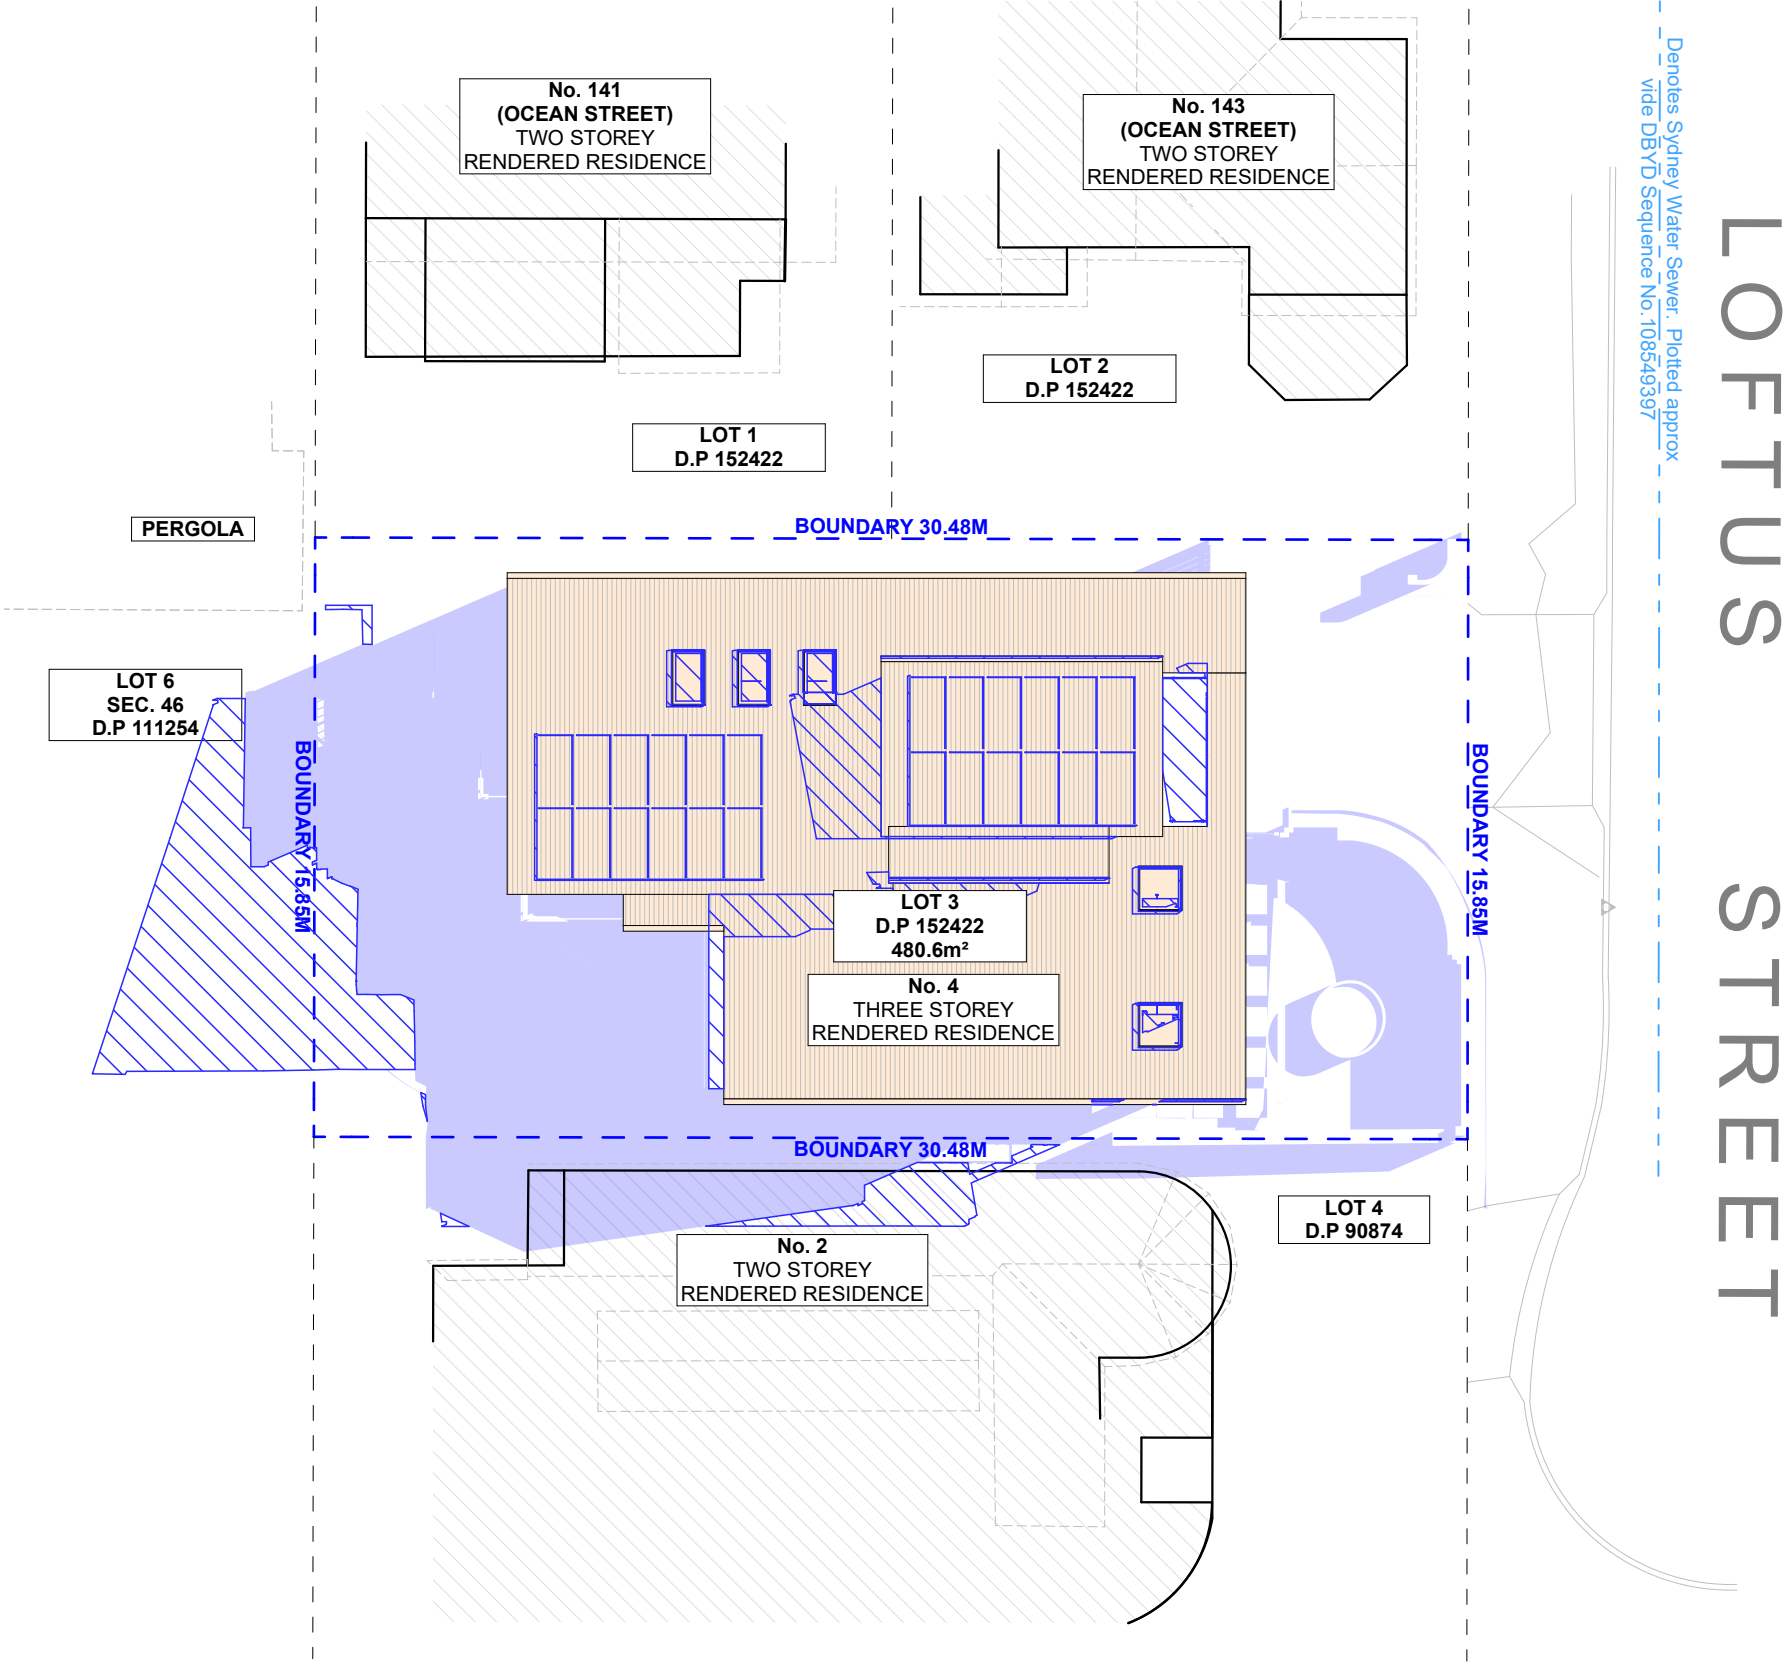 No. 141
(OCEAN STREET)
TWO STOREY
RENDERED RESIDENCE
No. 143
(OCEAN STREET)
TWO STOREY
RENDERED RESIDENCE
Denotes Sydney Water Sewer. Plotted approx
vide DBYD Sequence No.108549397
LOFTUS STREET
LOT 2
D.P 152422
LOT 1
D.P 152422
PERGOLA
BOUNDARY 30.48M
LOT 6
SEC. 46
D.P 111254
BOUNDARY 15.85M
BOUNDARY 15.85M
LOT 3
D.P 152422
480.6m²
No. 4
THREE STOREY
RENDERED RESIDENCE
BOUNDARY 30.48M
LOT 4
D.P 90874
No. 2
TWO STOREY
RENDERED RESIDENCE